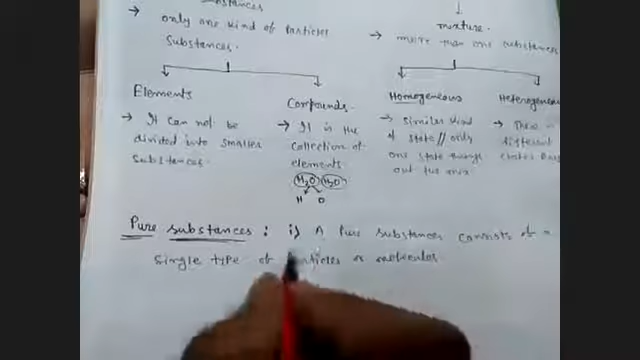 substances
→ only one kind of particles
substances.
mixture.
→ more than one substances
Elements
→ It can not be
divided into smaller
substances.
Compounds.
→ It is the
collection of
elements
H₂O H₂O
H O
Homogeneous
→ Similar kind
of state // only
one state through
out the mix
Heterogeneous
→ There
different
Pure substances : i) A Pure substances consists of a
single type of Particles or molecules